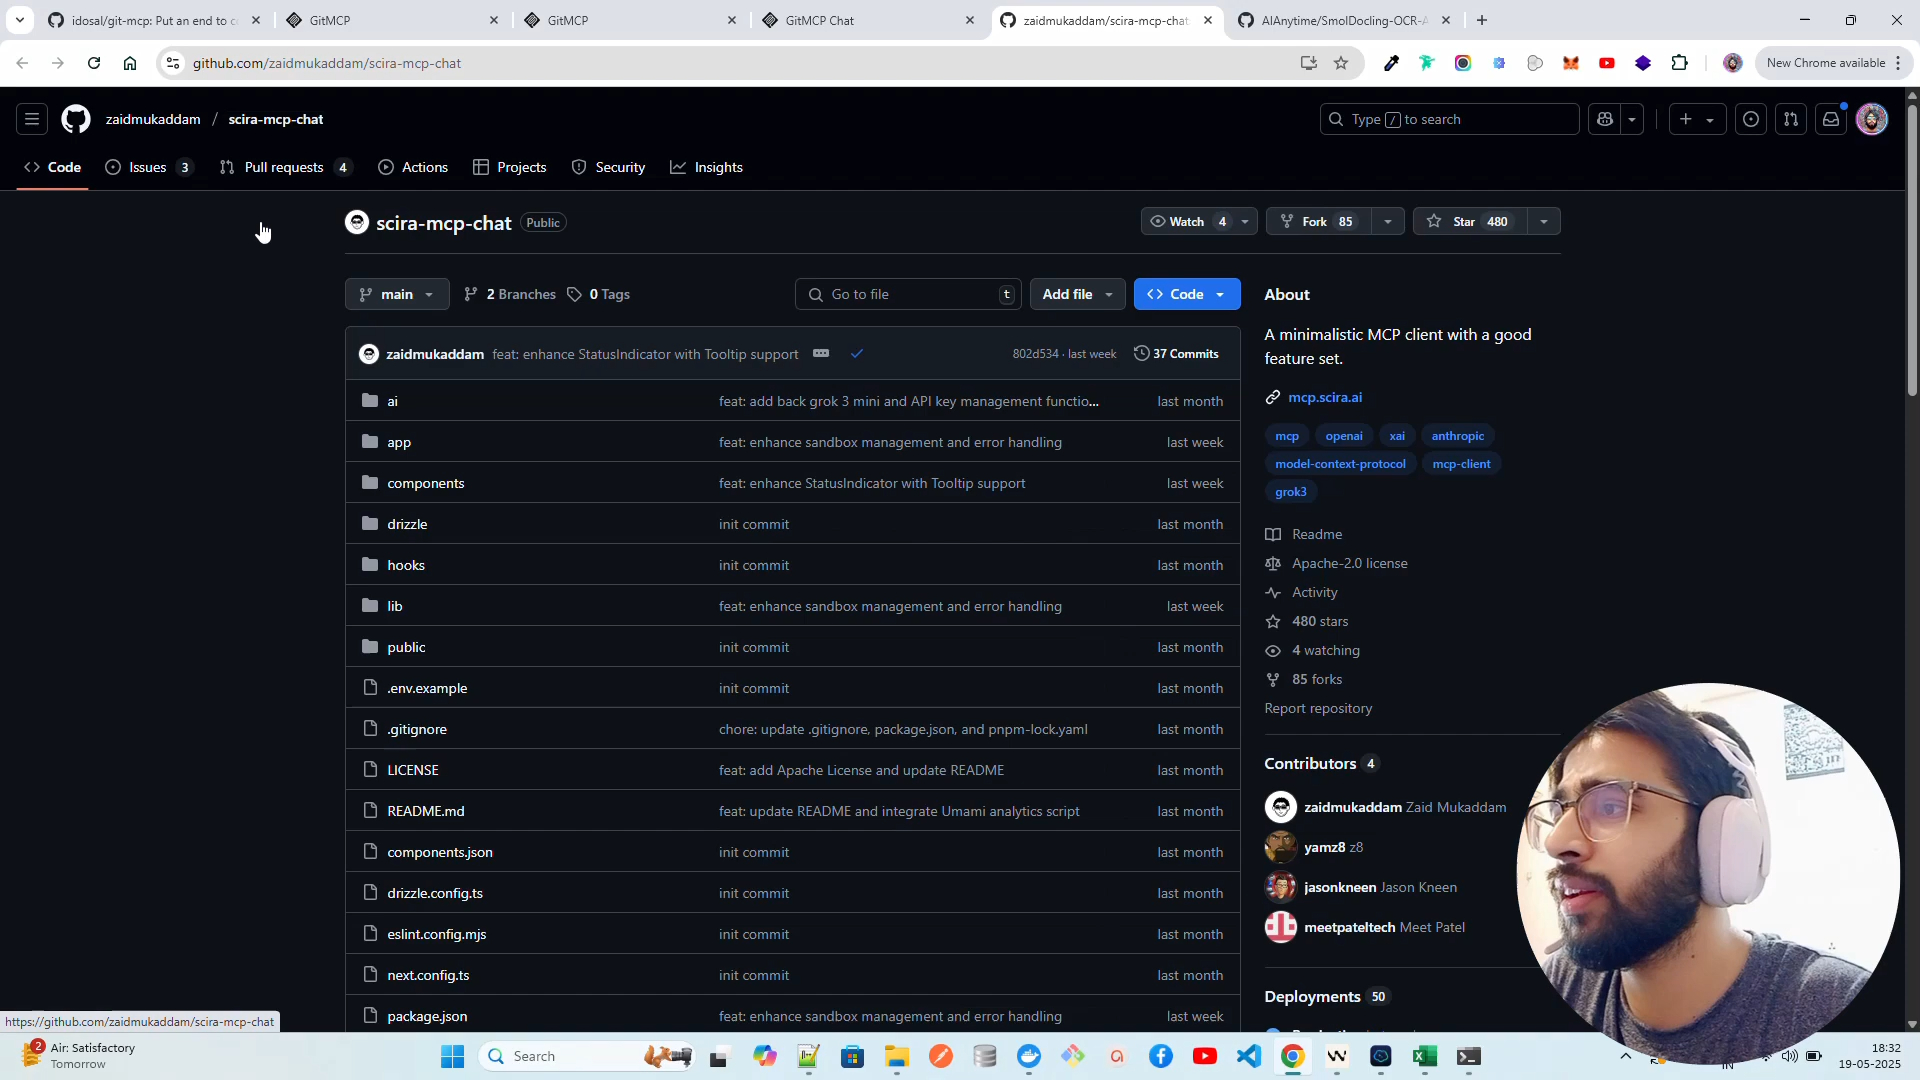 idosal/git-mcp: Put an end to c
GitMCP
GitMCP
GitMCP Chat
zaidmukaddam/scira-mcp-chat
AIAnytime/SmolDocling-OCR-A
github.com/zaidmukaddam/scira-mcp-chat
New Chrome available
zaidmukaddam / scira-mcp-chat
Type / to search
Code
Issues 3
Pull requests 4
Actions
Projects
Security
Insights
scira-mcp-chat Public
Watch 4
Fork 85
Star 480
main
2 Branches
0 Tags
Go to file t
Add file
Code
zaidmukaddam feat: enhance StatusIndicator with Tooltip support
802d534 · last week
37 Commits
ai feat: add back grok 3 mini and API key management functio... last month
app feat: enhance sandbox management and error handling last week
components feat: enhance StatusIndicator with Tooltip support last week
drizzle init commit last month
hooks init commit last month
lib feat: enhance sandbox management and error handling last week
public init commit last month
.env.example init commit last month
.gitignore chore: update .gitignore, package.json, and pnpm-lock.yaml last month
LICENSE feat: add Apache License and update README last month
README.md feat: update README and integrate Umami analytics script last month
components.json init commit last month
drizzle.config.ts init commit last month
eslint.config.mjs init commit last month
next.config.ts init commit last month
package.json feat: enhance sandbox management and error handling last week
About
A minimalistic MCP client with a good
feature set.
mcp.scira.ai
mcp openai xai anthropic
model-context-protocol mcp-client
grok3
Readme
Apache-2.0 license
Activity
480 stars
4 watching
85 forks
Report repository
Contributors 4
zaidmukaddam Zaid Mukaddam
yamz8 z8
jasonkneen Jason Kneen
meetpateltech Meet Patel
Deployments 50
https://github.com/zaidmukaddam/scira-mcp-chat
2
Air: Satisfactory
Tomorrow
Search
IN
18:32
19-05-2025